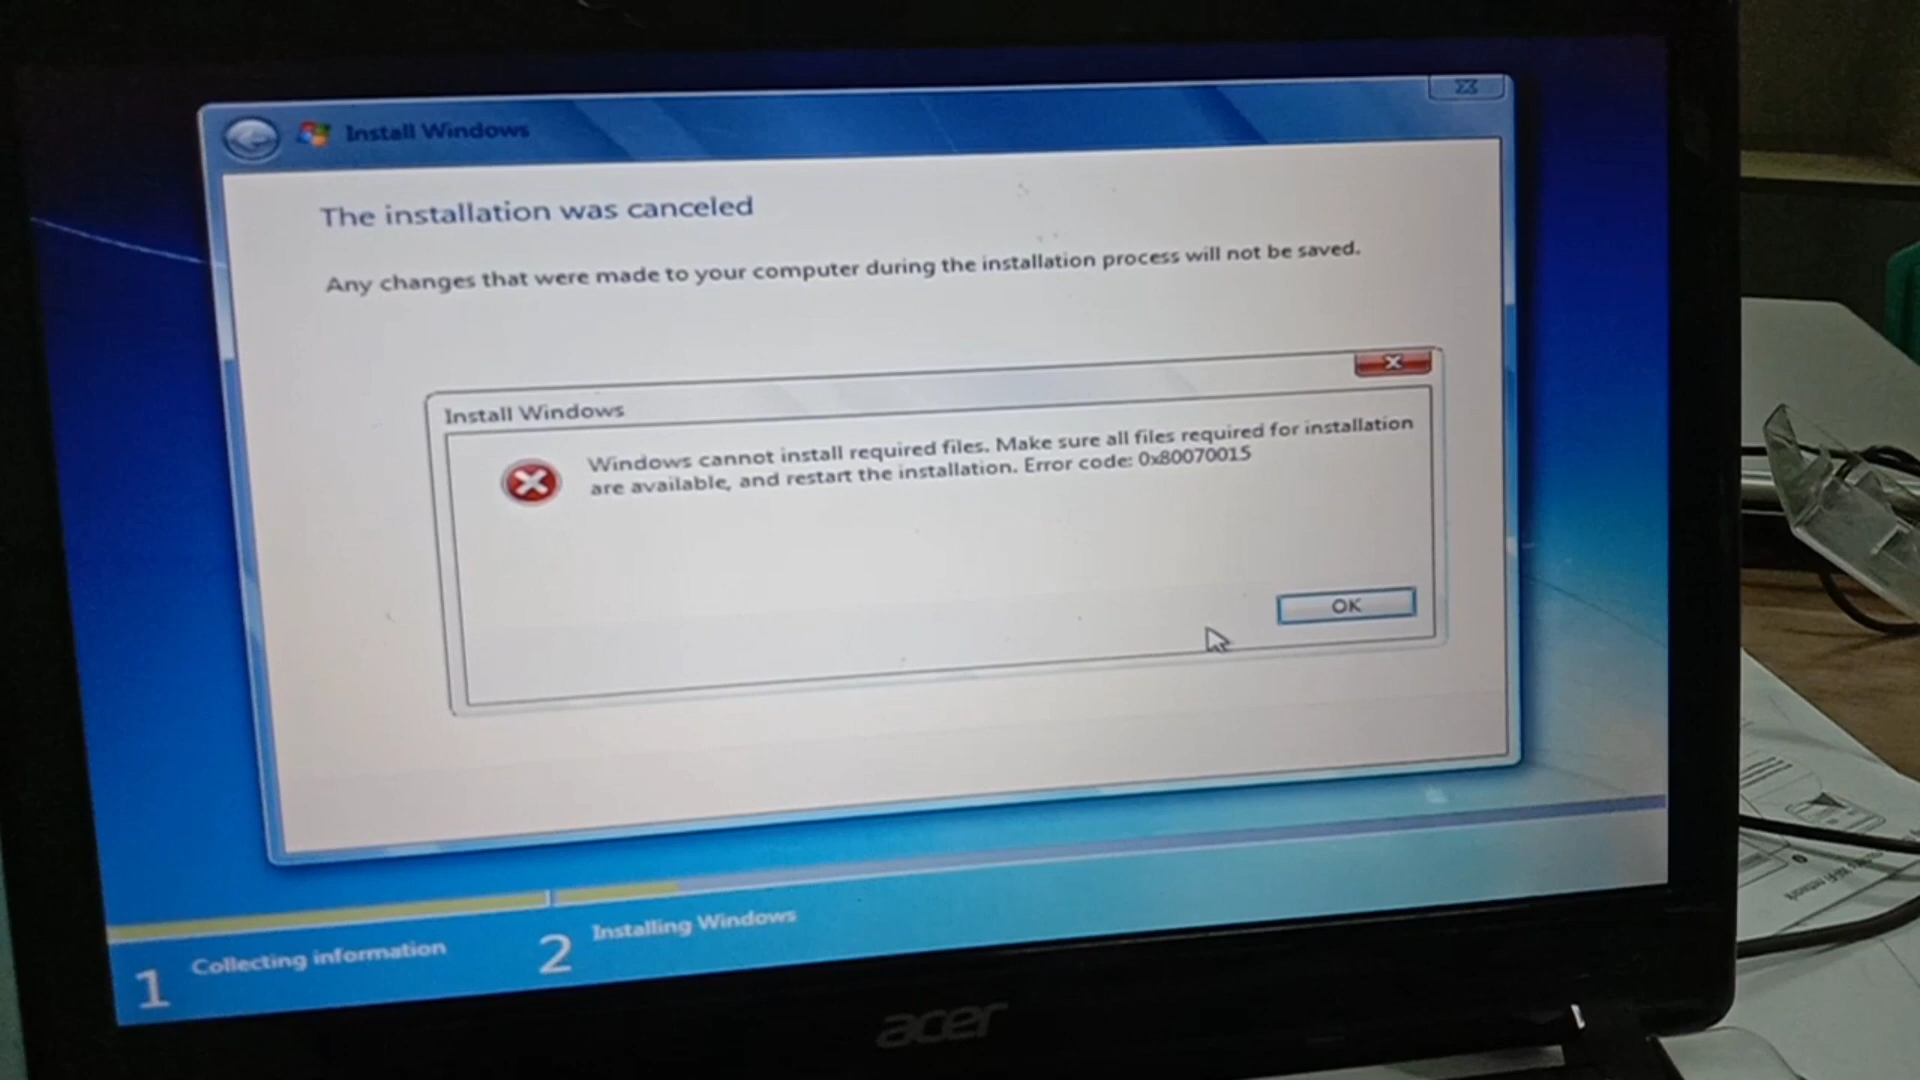 Install Windows
The installation was canceled
Any changes that were made to your computer during the installation process will not be saved.
Install Windows
Windows cannot install required files. Make sure all files required for installation
are available, and restart the installation. Error code: 0x80070015
OK
1 Collecting information
2 Installing Windows
acer